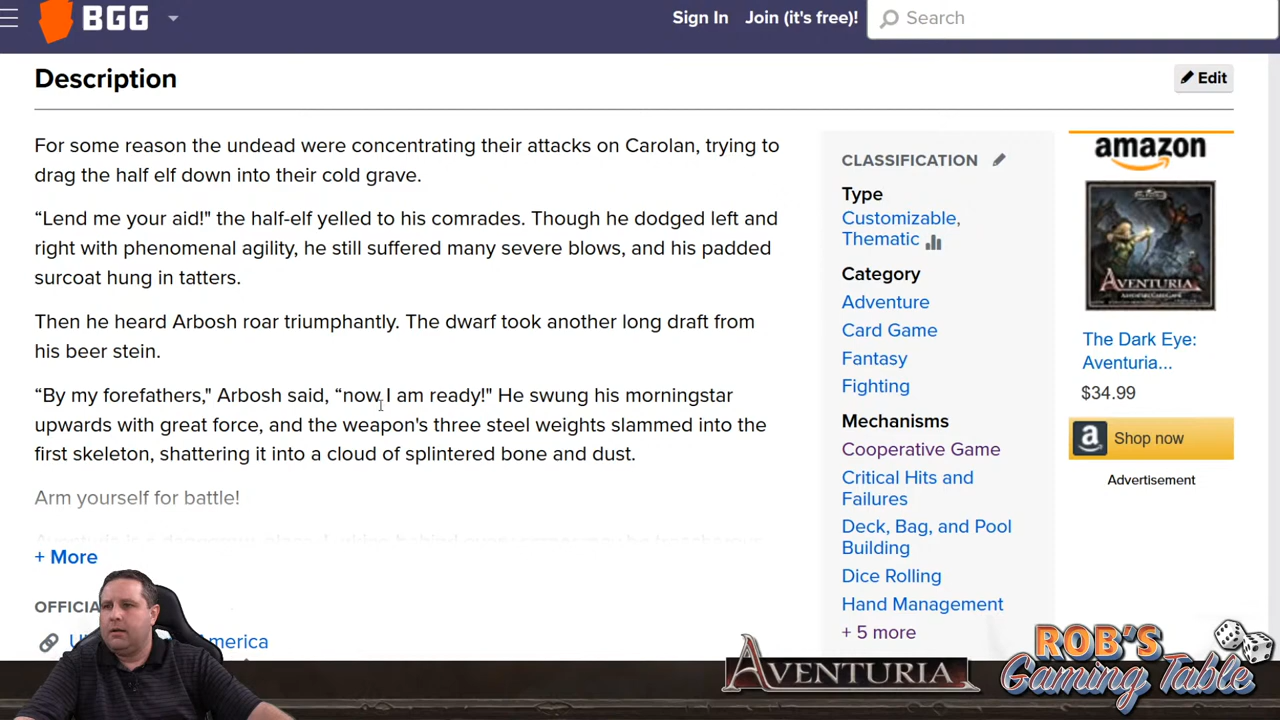 BGG
Sign In
Join (it's free)!
Search
Description
Edit
For some reason the undead were concentrating their attacks on Carolan, trying to
drag the half elf down into their cold grave.
“Lend me your aid!" the half-elf yelled to his comrades. Though he dodged left and
right with phenomenal agility, he still suffered many severe blows, and his padded
surcoat hung in tatters.
Then he heard Arbosh roar triumphantly. The dwarf took another long draft from
his beer stein.
“By my forefathers," Arbosh said, “now I am ready!" He swung his morningstar
upwards with great force, and the weapon's three steel weights slammed into the
first skeleton, shattering it into a cloud of splintered bone and dust.
Arm yourself for battle!
+ More
OFFICIA
merica
CLASSIFICATION
Type
Customizable,
Thematic
Category
Adventure
Card Game
Fantasy
Fighting
Mechanisms
Cooperative Game
Critical Hits and
Failures
Deck, Bag, and Pool
Building
Dice Rolling
Hand Management
+ 5 more
amazon
AVENTURIA
The Dark Eye:
Aventuria...
$34.99
Shop now
Advertisement
AVENTURIA
ROB'S
Gaming Table